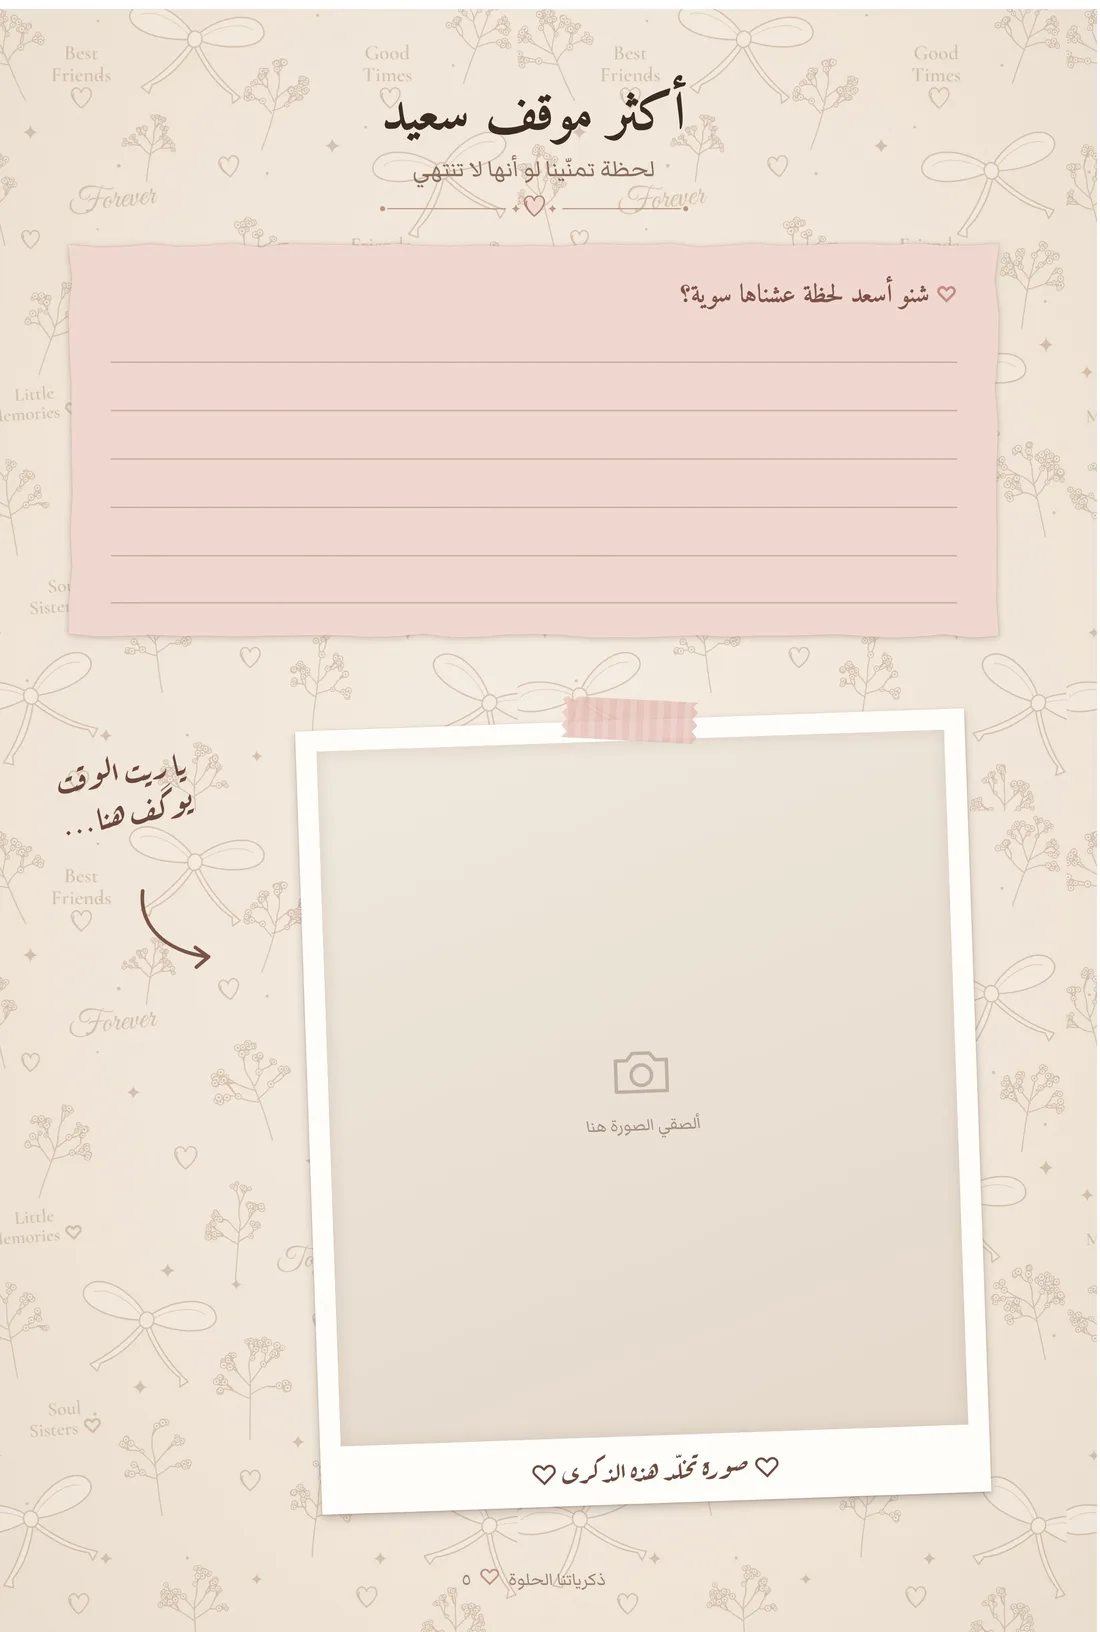 Best
Friends
Good
Times
Best
Friends
Good
Times
أكثر موقف سعيد
لحظة تمنّينا لو أنها لا تنتهي
Forever
Forever
♡ شنو أسعد لحظة عشناها سوية؟
Little
Soul
Sisters
يا ريت الوقت
يوگف هنا...
Best
Friends
Forever
ألصقي الصورة هنا
Little
Soul
Sisters
♡ صورة تخلّد هذه الذكرى ♡
ذكرياتنا الحلوة ♡ ٥